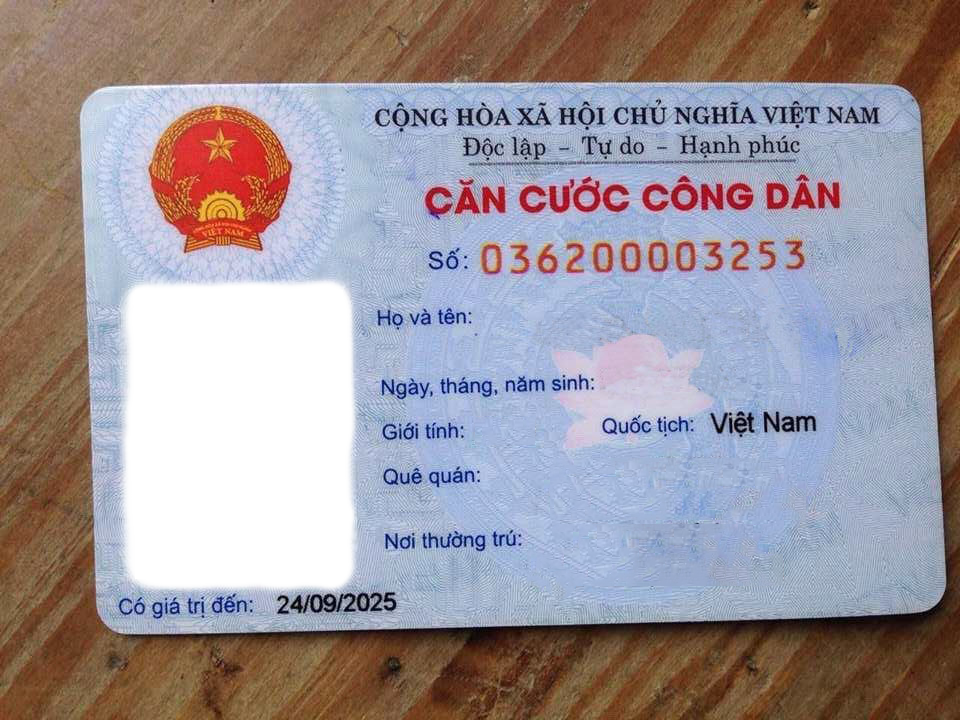 CỘNG HÒA XÃ HỘI CHỦ NGHĨA VIỆT NAM
Độc lập - Tự do - Hạnh phúc
CĂN CƯỚC CÔNG DÂN
Số: 036200003253
Họ và tên:
Ngày, tháng, năm sinh:
Giới tính: Quốc tịch: Việt Nam
Quê quán:
Nơi thường trú:
Có giá trị đến: 24/09/2025
VIỆT NAM